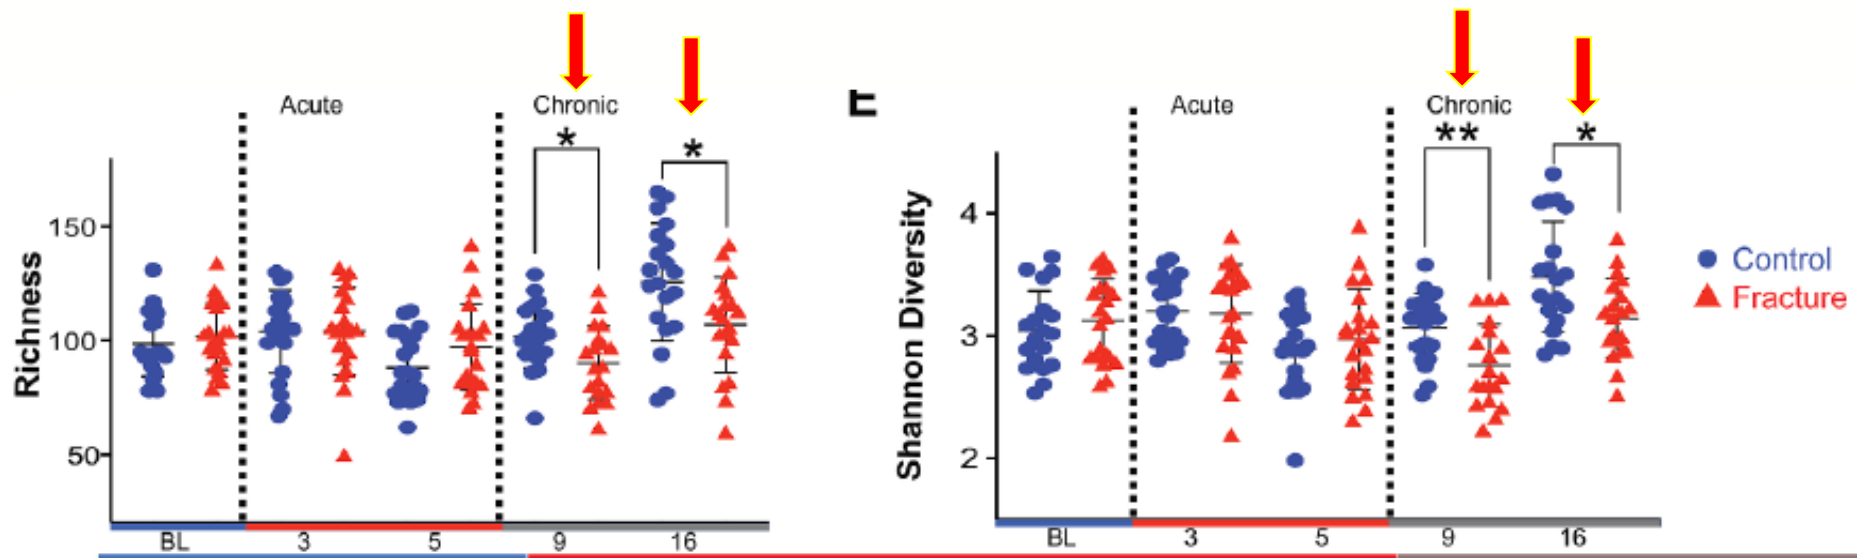 Acute
Chronic
*
*
Richness
150
100
50
BL
3
5
9
16
E
Acute
Chronic
**
*
Shannon Diversity
4
3
2
BL
3
5
9
16
Control
Fracture